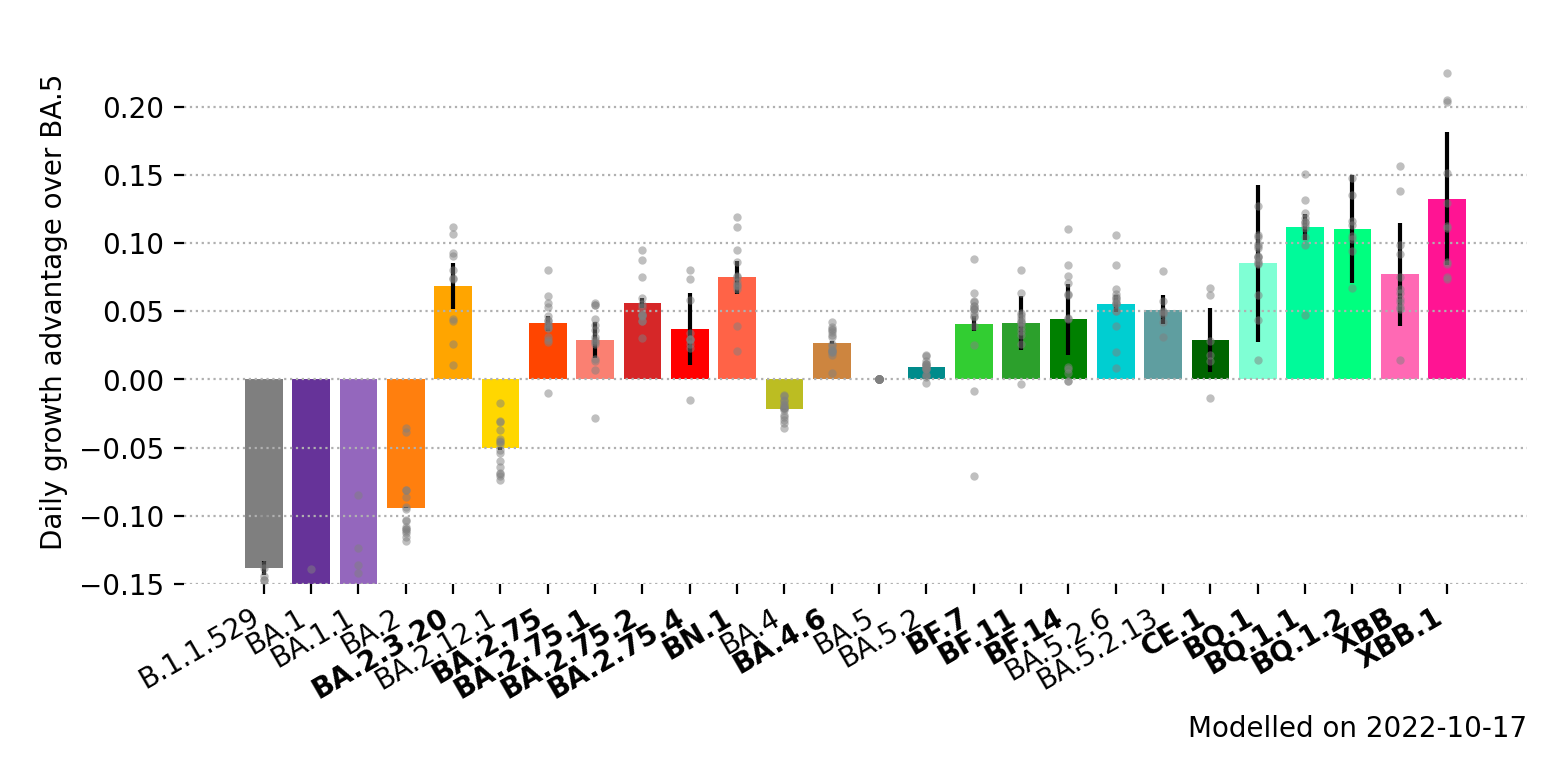 Daily growth advantage over BA.5
0.20
0.15
0.10
0.05
0.00
−0.05
−0.10
−0.15
B.1.1.529
BA.1
BA.1.1
BA.2
BA.2.3.20
BA.2.12.1
BA.2.75
BA.2.75.1
BA.2.75.2
BA.2.75.4
BN.1
BA.4
BA.4.6
BA.5
BA.5.2
BF.7
BF.11
BF.14
BA.5.2.6
BA.5.2.13
CE.1
BQ.1
BQ.1.1
BQ.1.2
XBB
XBB.1
Modelled on 2022-10-17